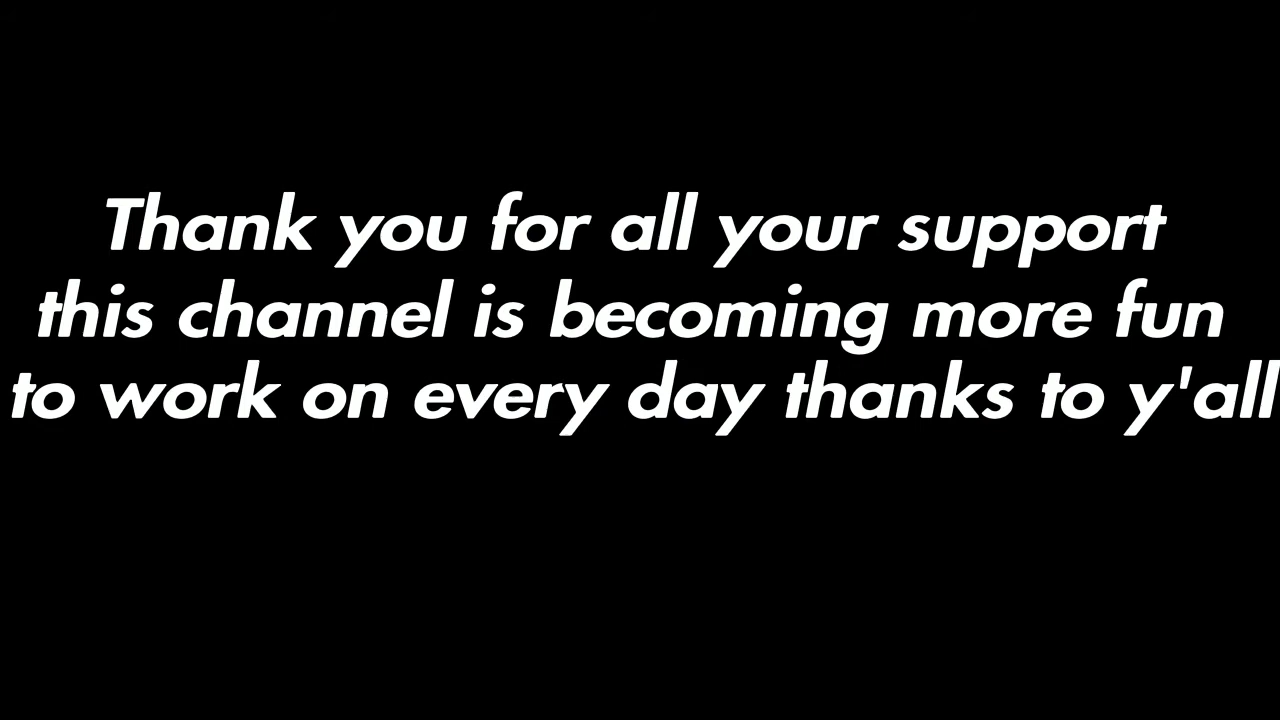 Thank you for all your support
this channel is becoming more fun
to work on every day thanks to y'all